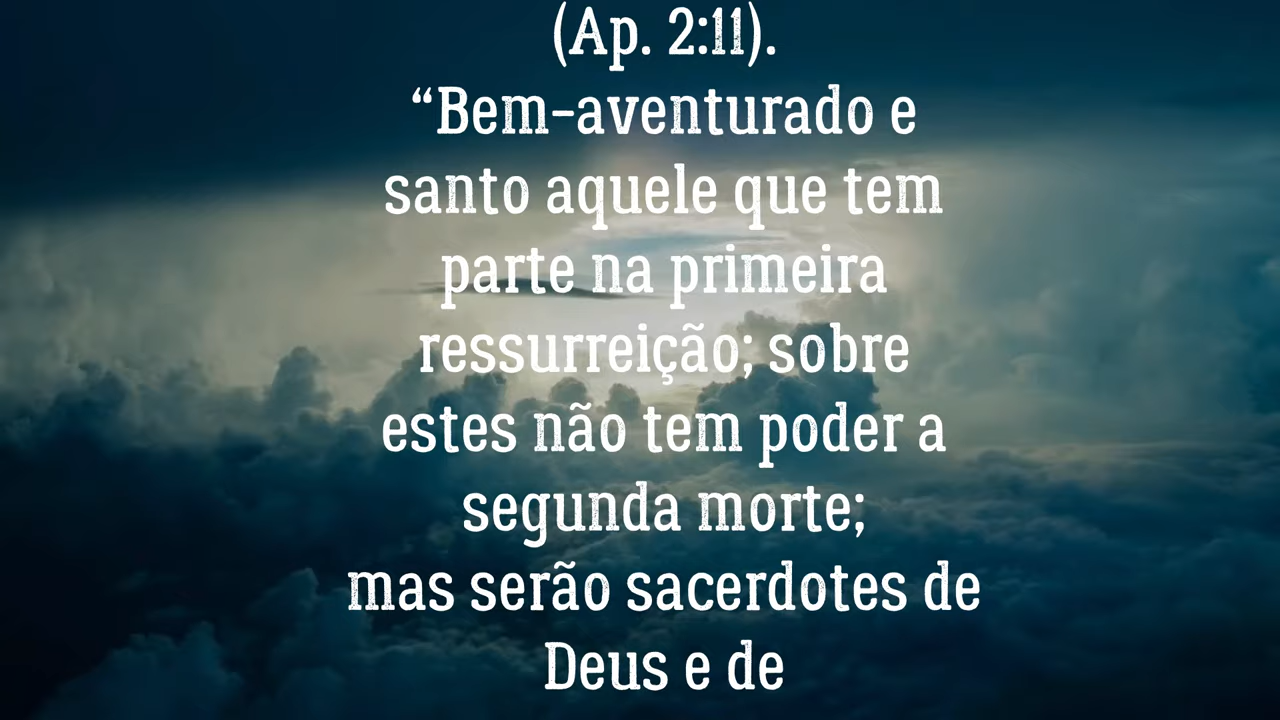 (Ap. 2:11).
“Bem-aventurado e
santo aquele que tem
parte na primeira
ressurreição; sobre
estes não tem poder a
segunda morte;
mas serão sacerdotes de
Deus e de